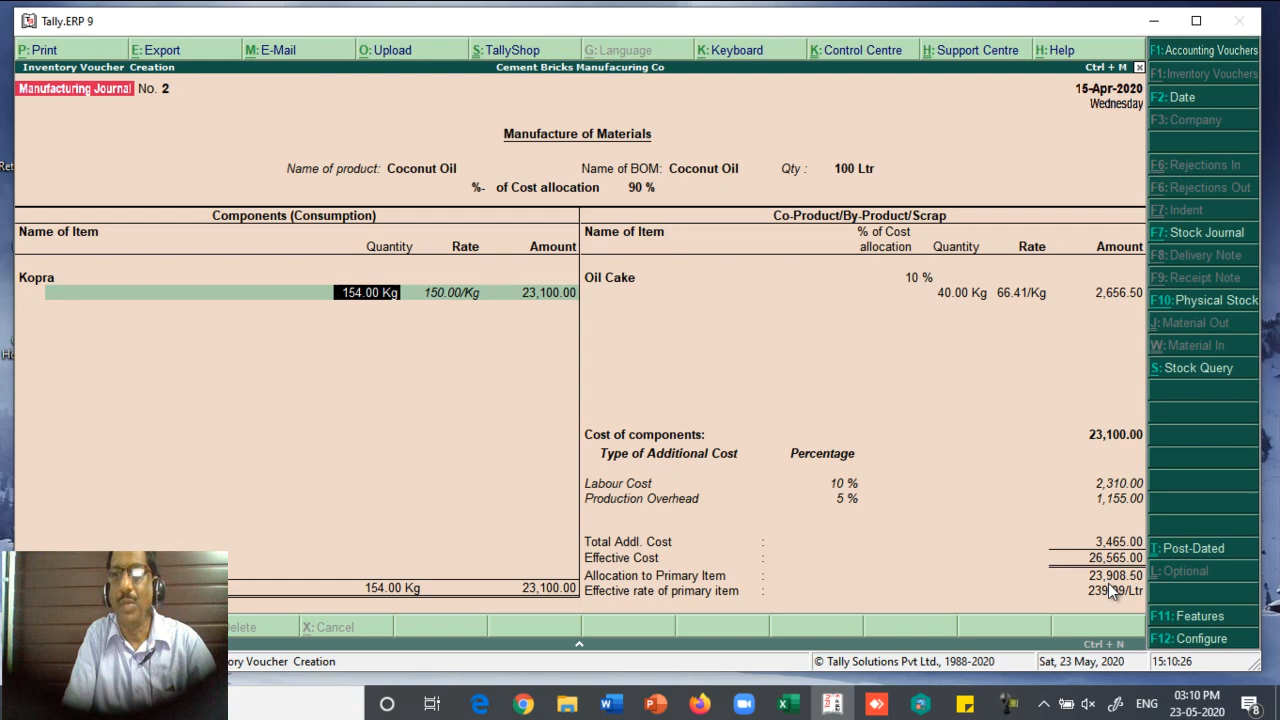 Tally.ERP 9
P: Print E: Export M: E-Mail O: Upload S: TallyShop G: Language K: Keyboard K: Control Centre H: Support Centre H: Help
Inventory Voucher Creation Cement Bricks Manufacuring Co Ctrl + M
Manufacturing Journal No. 2 15-Apr-2020
Wednesday
Manufacture of Materials
Name of product: Coconut Oil Name of BOM: Coconut Oil Qty : 100 Ltr
%- of Cost allocation 90 %
Components (Consumption) Co-Product/By-Product/Scrap
Name of Item Name of Item % of Cost
Quantity Rate Amount allocation Quantity Rate Amount
Kopra Oil Cake 10 %
154.00 Kg 150.00/Kg 23,100.00 40.00 Kg 66.41/Kg 2,656.50
Cost of components: 23,100.00
Type of Additional Cost Percentage
Labour Cost 10 % 2,310.00
Production Overhead 5 % 1,155.00
Total Addl. Cost : 3,465.00
Effective Cost : 26,565.00
Allocation to Primary Item : 23,908.50
154.00 Kg 23,100.00 Effective rate of primary item :
F1: Accounting Vouchers
F1: Inventory Vouchers
F2: Date
F3: Company
F6: Rejections In
F6: Rejections Out
F7: Indent
F7: Stock Journal
F8: Delivery Note
F9: Receipt Note
F10: Physical Stock
J: Material Out
W: Material In
S: Stock Query
T: Post-Dated
L: Optional
F11: Features
F12: Configure
X: Cancel
Ctrl + N
Voucher Creation © Tally Solutions Pvt Ltd., 1988-2020 Sat, 23 May, 2020 15:10:26
ENG 03:10 PM
23-05-2020 8